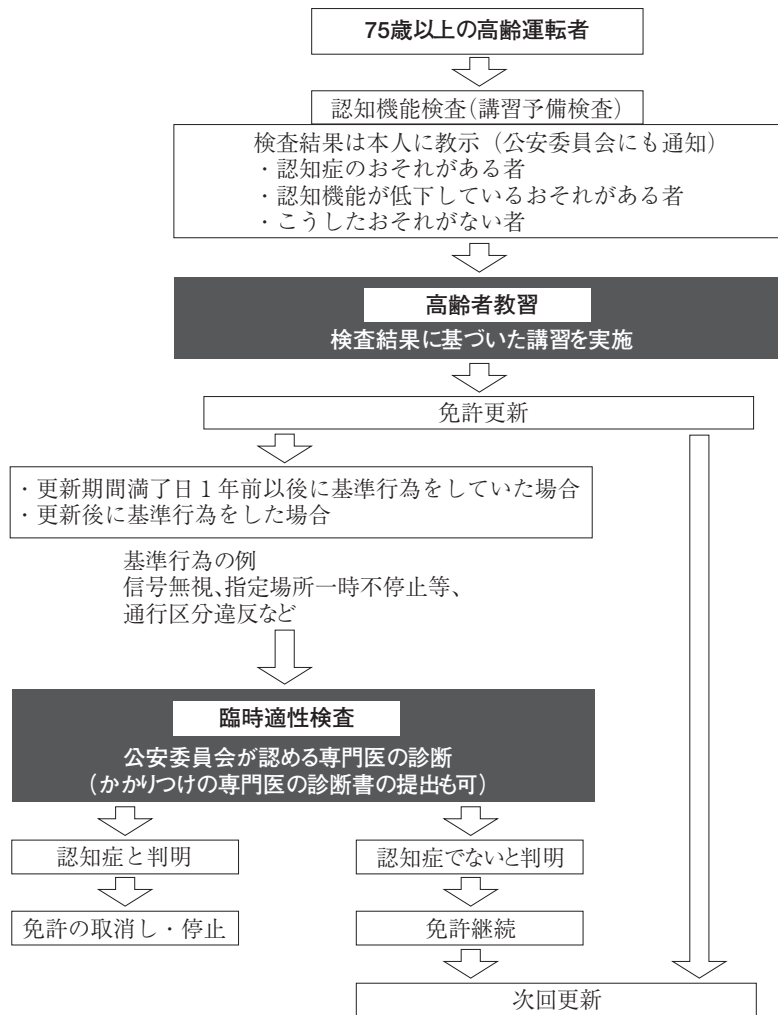 75歳以上の高齢運転者
認知機能検査(講習予備検査)
検査結果は本人に教示（公安委員会にも通知）
・認知症のおそれがある者
・認知機能が低下しているおそれがある者
・こうしたおそれがない者
高齢者教習
検査結果に基づいた講習を実施
免許更新
・更新期間満了日１年前以後に基準行為をしていた場合
・更新後に基準行為をした場合
基準行為の例
信号無視、指定場所一時不停止等、
通行区分違反など
臨時適性検査
公安委員会が認める専門医の診断
（かかりつけの専門医の診断書の提出も可）
認知症と判明
認知症でないと判明
免許の取消し・停止
免許継続
次回更新